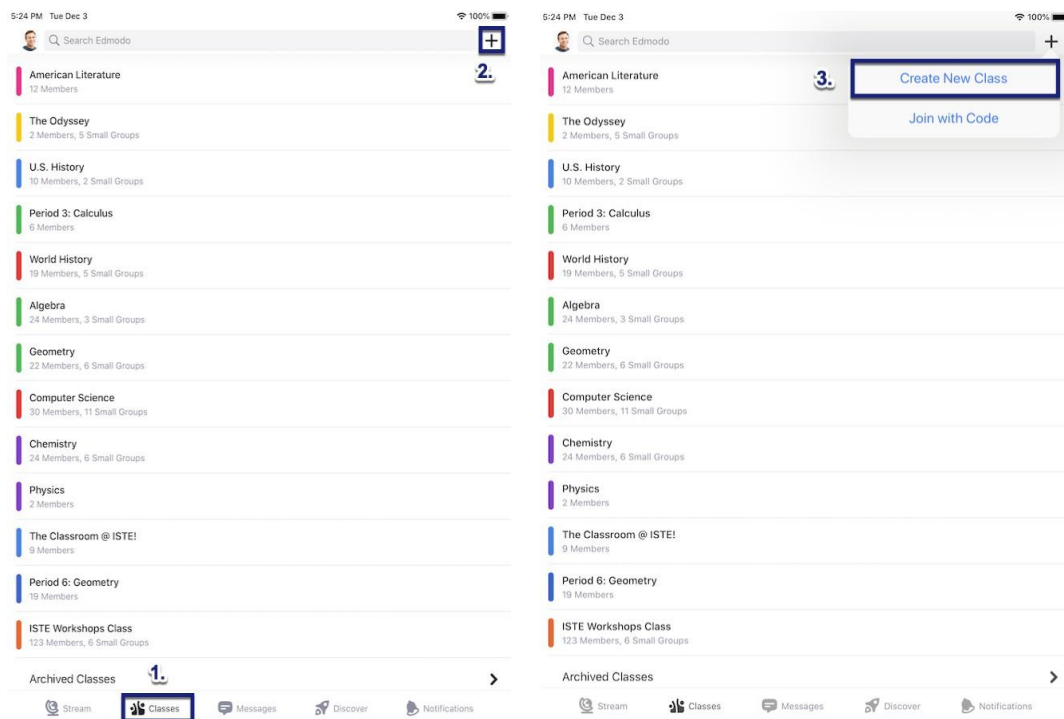 5:24 PM Tue Dec 3
100%
Search Edmodo
2.
American Literature
12 Members
The Odyssey
2 Members, 5 Small Groups
U.S. History
10 Members, 2 Small Groups
Period 3: Calculus
6 Members
World History
19 Members, 5 Small Groups
Algebra
24 Members, 3 Small Groups
Geometry
22 Members, 6 Small Groups
Computer Science
30 Members, 11 Small Groups
Chemistry
24 Members, 6 Small Groups
Physics
2 Members
The Classroom @ ISTE!
9 Members
Period 6: Geometry
19 Members
ISTE Workshops Class
123 Members, 6 Small Groups
Archived Classes
1.
Stream Classes Messages Discover Notifications
5:24 PM Tue Dec 3
100%
Search Edmodo
3.
Create New Class
Join with Code
American Literature
12 Members
The Odyssey
2 Members, 5 Small Groups
U.S. History
10 Members, 2 Small Groups
Period 3: Calculus
6 Members
World History
19 Members, 5 Small Groups
Algebra
24 Members, 3 Small Groups
Geometry
22 Members, 6 Small Groups
Computer Science
30 Members, 11 Small Groups
Chemistry
24 Members, 6 Small Groups
Physics
2 Members
The Classroom @ ISTE!
9 Members
Period 6: Geometry
19 Members
ISTE Workshops Class
123 Members, 6 Small Groups
Archived Classes
Stream Classes Messages Discover Notifications